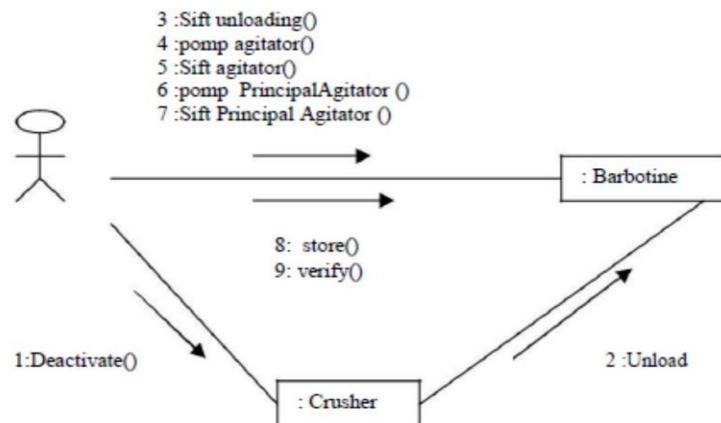 3 :Sift unloading()
4 :pomp agitator()
5 :Sift agitator()
6 :pomp PrincipalAgitator ()
7 :Sift Principal Agitator ()
: Barbotine
8: store()
9: verify()
1:Deactivate()
2 :Unload
: Crusher